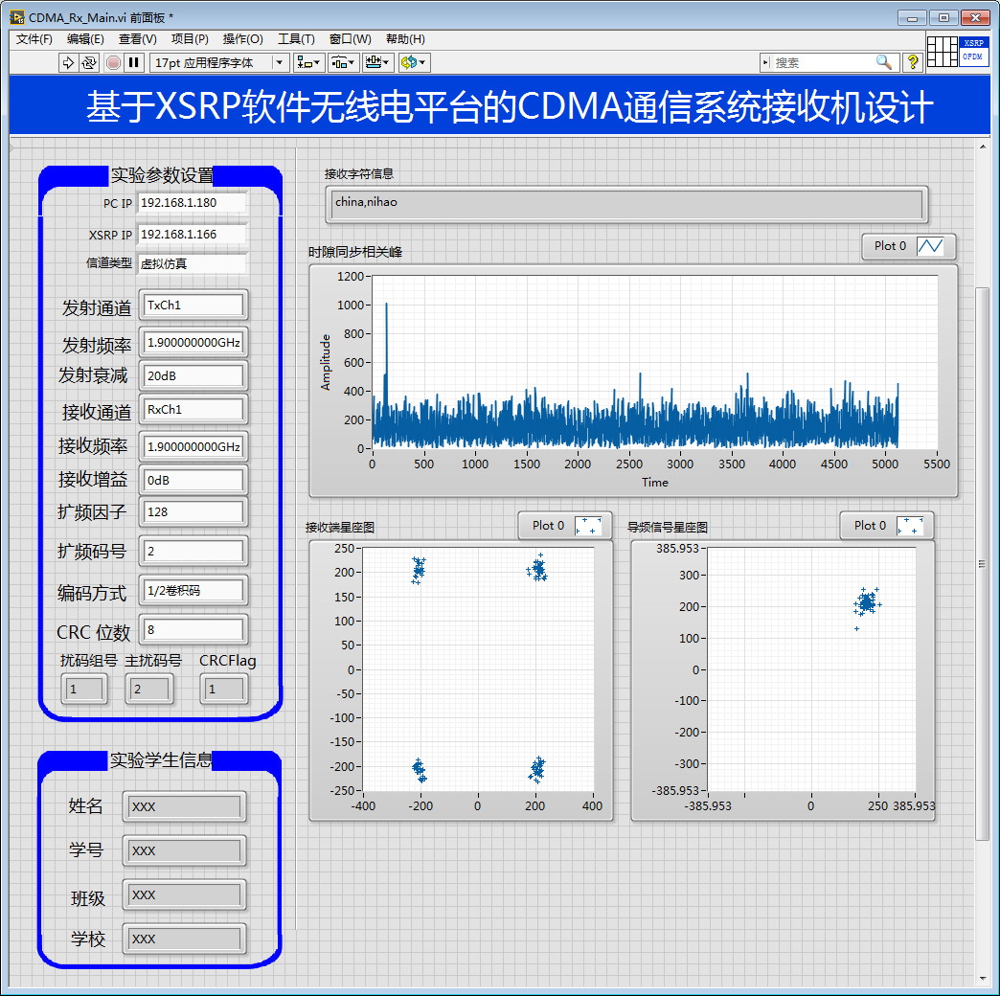 CDMA_Rx_Main.vi 前面板 *
文件(F) 编辑(E) 查看(V) 项目(P) 操作(O) 工具(T) 窗口(W) 帮助(H)
17pt 应用程序字体
搜索
XSRP
OFDM
基于XSRP软件无线电平台的CDMA通信系统接收机设计
实验参数设置
PC IP 192.168.1.180
XSRP IP 192.168.1.166
信道类型 虚拟仿真
发射通道 TxCh1
发射频率 1.900000000GHz
发射衰减 20dB
接收通道 RxCh1
接收频率 1.900000000GHz
接收增益 0dB
扩频因子 128
扩频码号 2
编码方式 1/2卷积码
CRC 位数 8
扰码组号 主扰码号 CRCFlag
1 2 1
实验学生信息
姓名 XXX
学号 XXX
班级 XXX
学校 XXX
接收字符信息
china,nihao
时隙同步相关峰
Plot 0
Amplitude
1200
1000
800
600
400
200
0
0 500 1000 1500 2000 2500 3000 3500 4000 4500 5000 5500
Time
接收端星座图
Plot 0
250
200
150
100
50
0
-50
-100
-150
-200
-250
-400 -200 0 200 400
导频信号星座图
Plot 0
385.953
300
200
100
0
-100
-200
-300
-385.953
-385.953 0 250 385.953